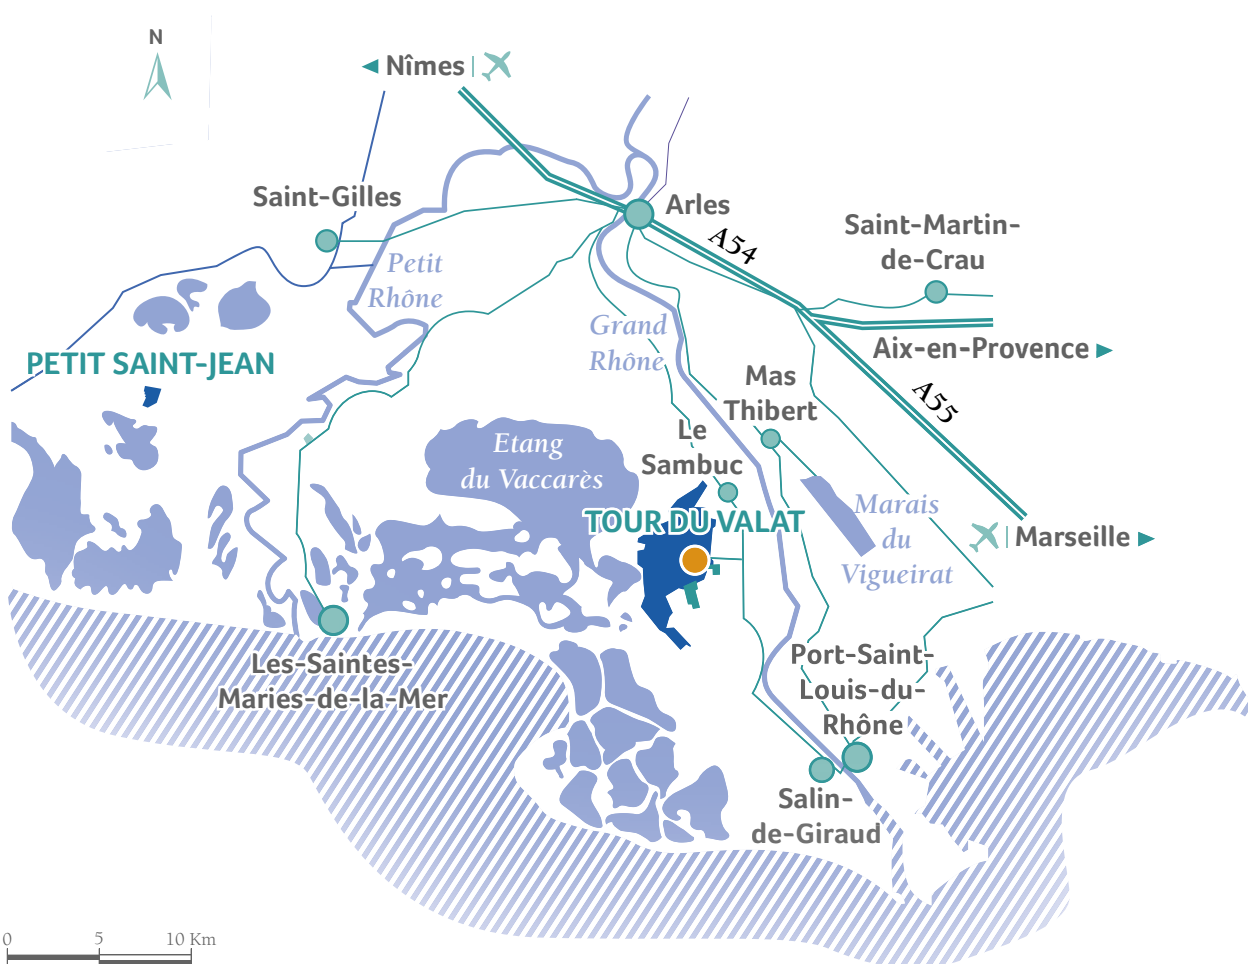 N
Nîmes
Saint-Gilles
Arles
A54
Saint-Martin-
de-Crau
Petit
Rhône
Grand
Rhône
Aix-en-Provence
PETIT SAINT-JEAN
Mas
Thibert
A55
Le
Sambuc
Etang
du Vaccarès
TOUR DU VALAT
Marais
du
Vigueirat
Marseille
Les-Saintes-
Maries-de-la-Mer
Port-Saint-
Louis-du-
Rhône
Salin-
de-Giraud
0 5 10 Km